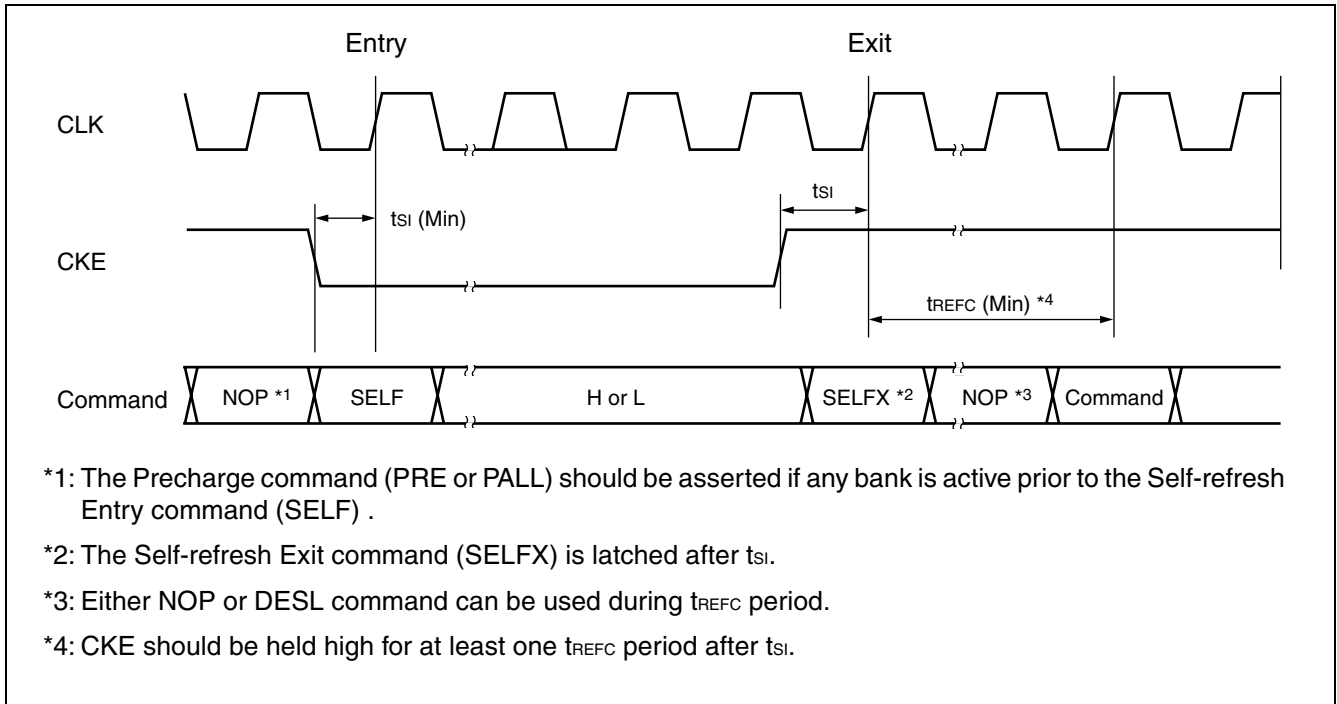 Entry Exit
CLK
tSI
tSI (Min)
CKE
tREFC (Min) *4
Command NOP *1 SELF H or L SELFX *2 NOP *3 Command
*1: The Precharge command (PRE or PALL) should be asserted if any bank is active prior to the Self-refresh
Entry command (SELF) .
*2: The Self-refresh Exit command (SELFX) is latched after tSI.
*3: Either NOP or DESL command can be used during tREFC period.
*4: CKE should be held high for at least one tREFC period after tSI.